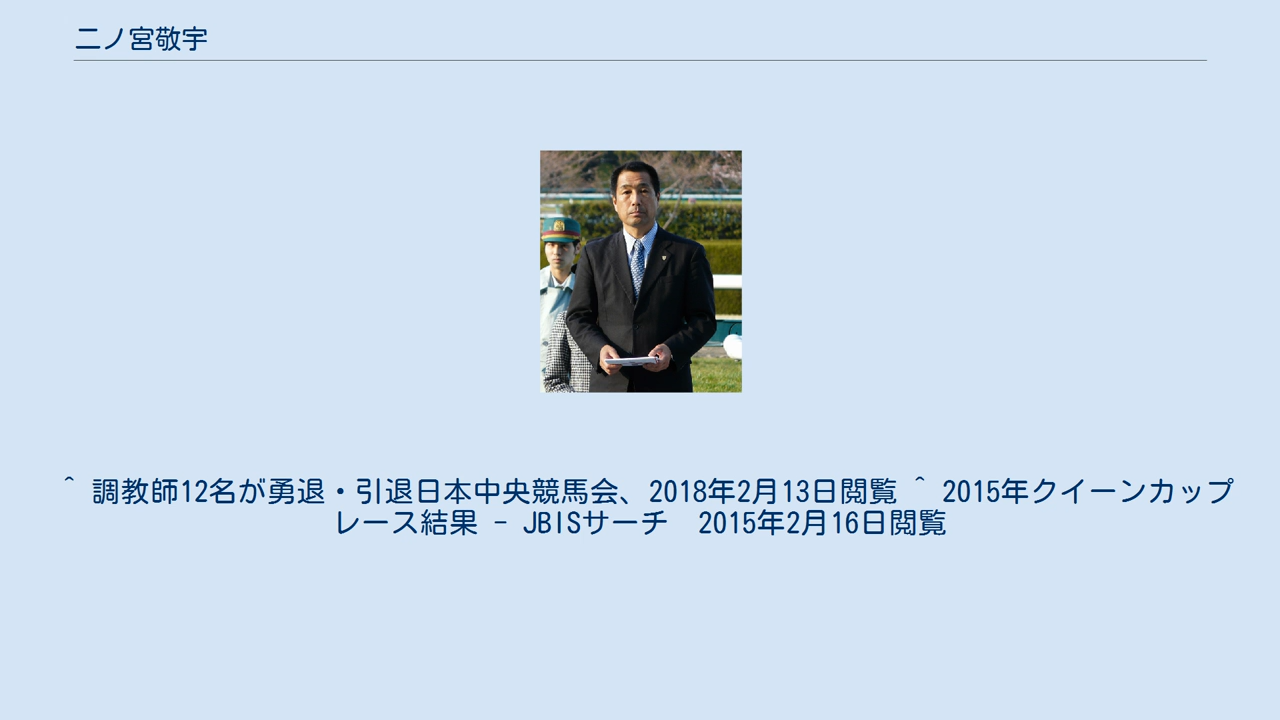 二ノ宮敬宇
^ 調教師12名が勇退・引退日本中央競馬会、2018年2月13日閲覧 ^ 2015年クイーンカップ
レース結果 - JBISサーチ　2015年2月16日閲覧